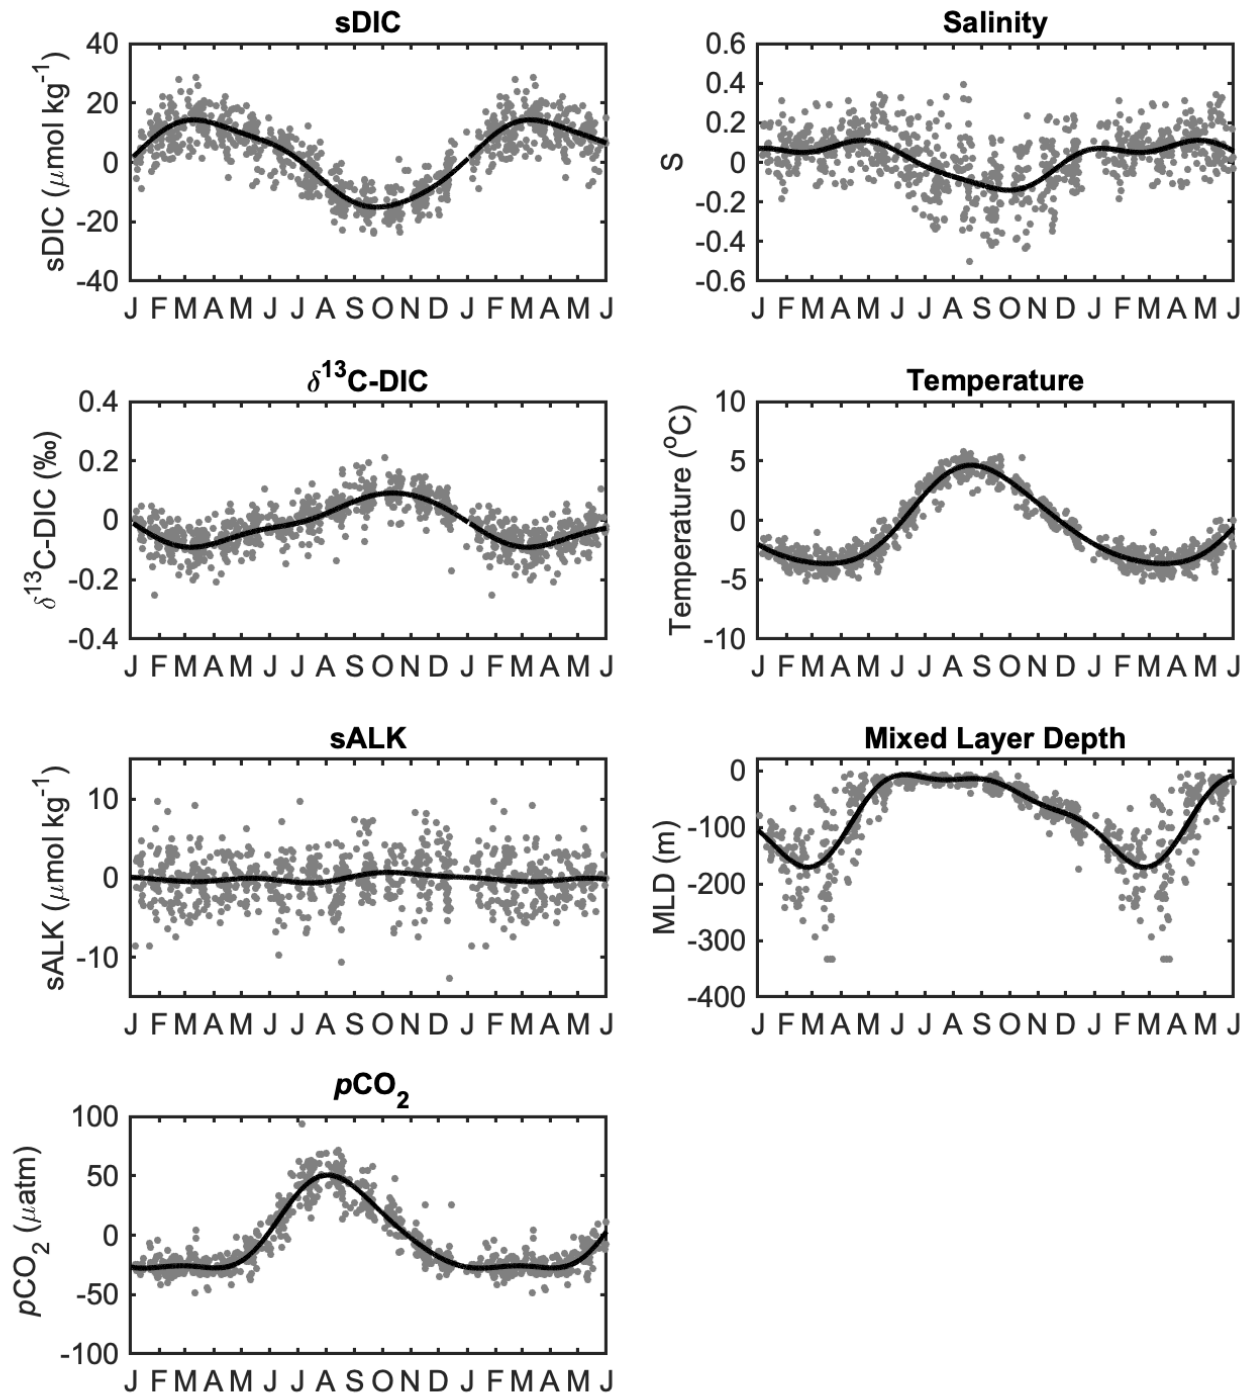 sDIC
sDIC (μmol kg⁻¹)
40
20
0
-20
-40
J F M A M J J A S O N D J F M A M J
Salinity
S
0.6
0.4
0.2
0
-0.2
-0.4
-0.6
J F M A M J J A S O N D J F M A M J
δ¹³C-DIC
δ¹³C-DIC (‰)
0.4
0.2
0
-0.2
-0.4
J F M A M J J A S O N D J F M A M J
Temperature
Temperature (°C)
10
5
0
-5
-10
J F M A M J J A S O N D J F M A M J
sALK
sALK (μmol kg⁻¹)
10
0
-10
J F M A M J J A S O N D J F M A M J
Mixed Layer Depth
MLD (m)
0
-100
-200
-300
-400
J F M A M J J A S O N D J F M A M J
pCO₂
pCO₂ (μatm)
100
50
0
-50
-100
J F M A M J J A S O N D J F M A M J